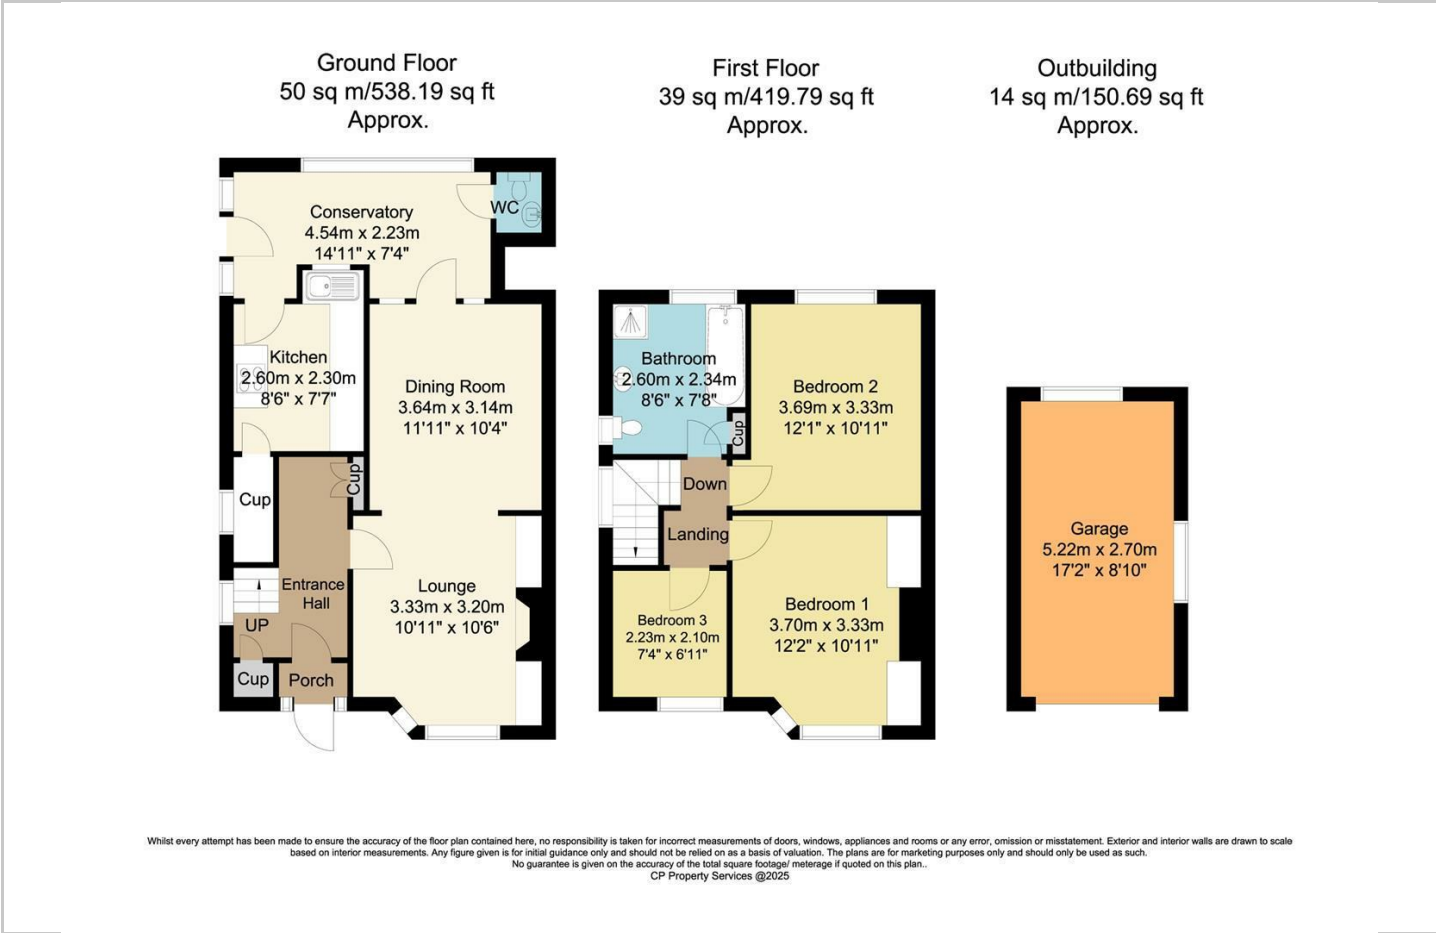 Ground Floor
50 sq m/538.19 sq ft
Approx.
First Floor
39 sq m/419.79 sq ft
Approx.
Outbuilding
14 sq m/150.69 sq ft
Approx.
Conservatory
4.54m x 2.23m
14'11" x 7'4"
WC
Kitchen
2.60m x 2.30m
8'6" x 7'7"
Dining Room
3.64m x 3.14m
11'11" x 10'4"
Cup
Cup
Entrance
Hall
Lounge
3.33m x 3.20m
10'11" x 10'6"
UP
Cup
Porch
Bathroom
2.60m x 2.34m
8'6" x 7'8"
Cup
Bedroom 2
3.69m x 3.33m
12'1" x 10'11"
Down
Landing
Bedroom 3
2.23m x 2.10m
7'4" x 6'11"
Bedroom 1
3.70m x 3.33m
12'2" x 10'11"
Garage
5.22m x 2.70m
17'2" x 8'10"
Whilst every attempt has been made to ensure the accuracy of the floor plan contained here, no responsibility is taken for incorrect measurements of doors, windows, appliances and rooms or any error, omission or misstatement. Exterior and interior walls are drawn to scale
based on interior measurements. Any figure given is for initial guidance only and should not be relied on as a basis of valuation. The plans are for marketing purposes only and should only be used as such.
No guarantee is given on the accuracy of the total square footage/ meterage if quoted on this plan..
CP Property Services @2025